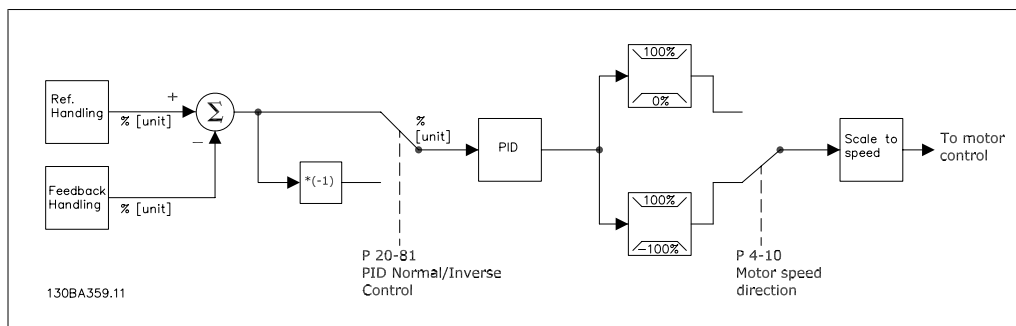 Ref.
Handling
+
% [unit]
Σ
−
Feedback
Handling
% [unit]
*(-1)
%
[unit]
P 20-81
PID Normal/Inverse
Control
PID
100%
0%
100%
−100%
P 4-10
Motor speed
direction
Scale to
speed
To motor
control
130BA359.11